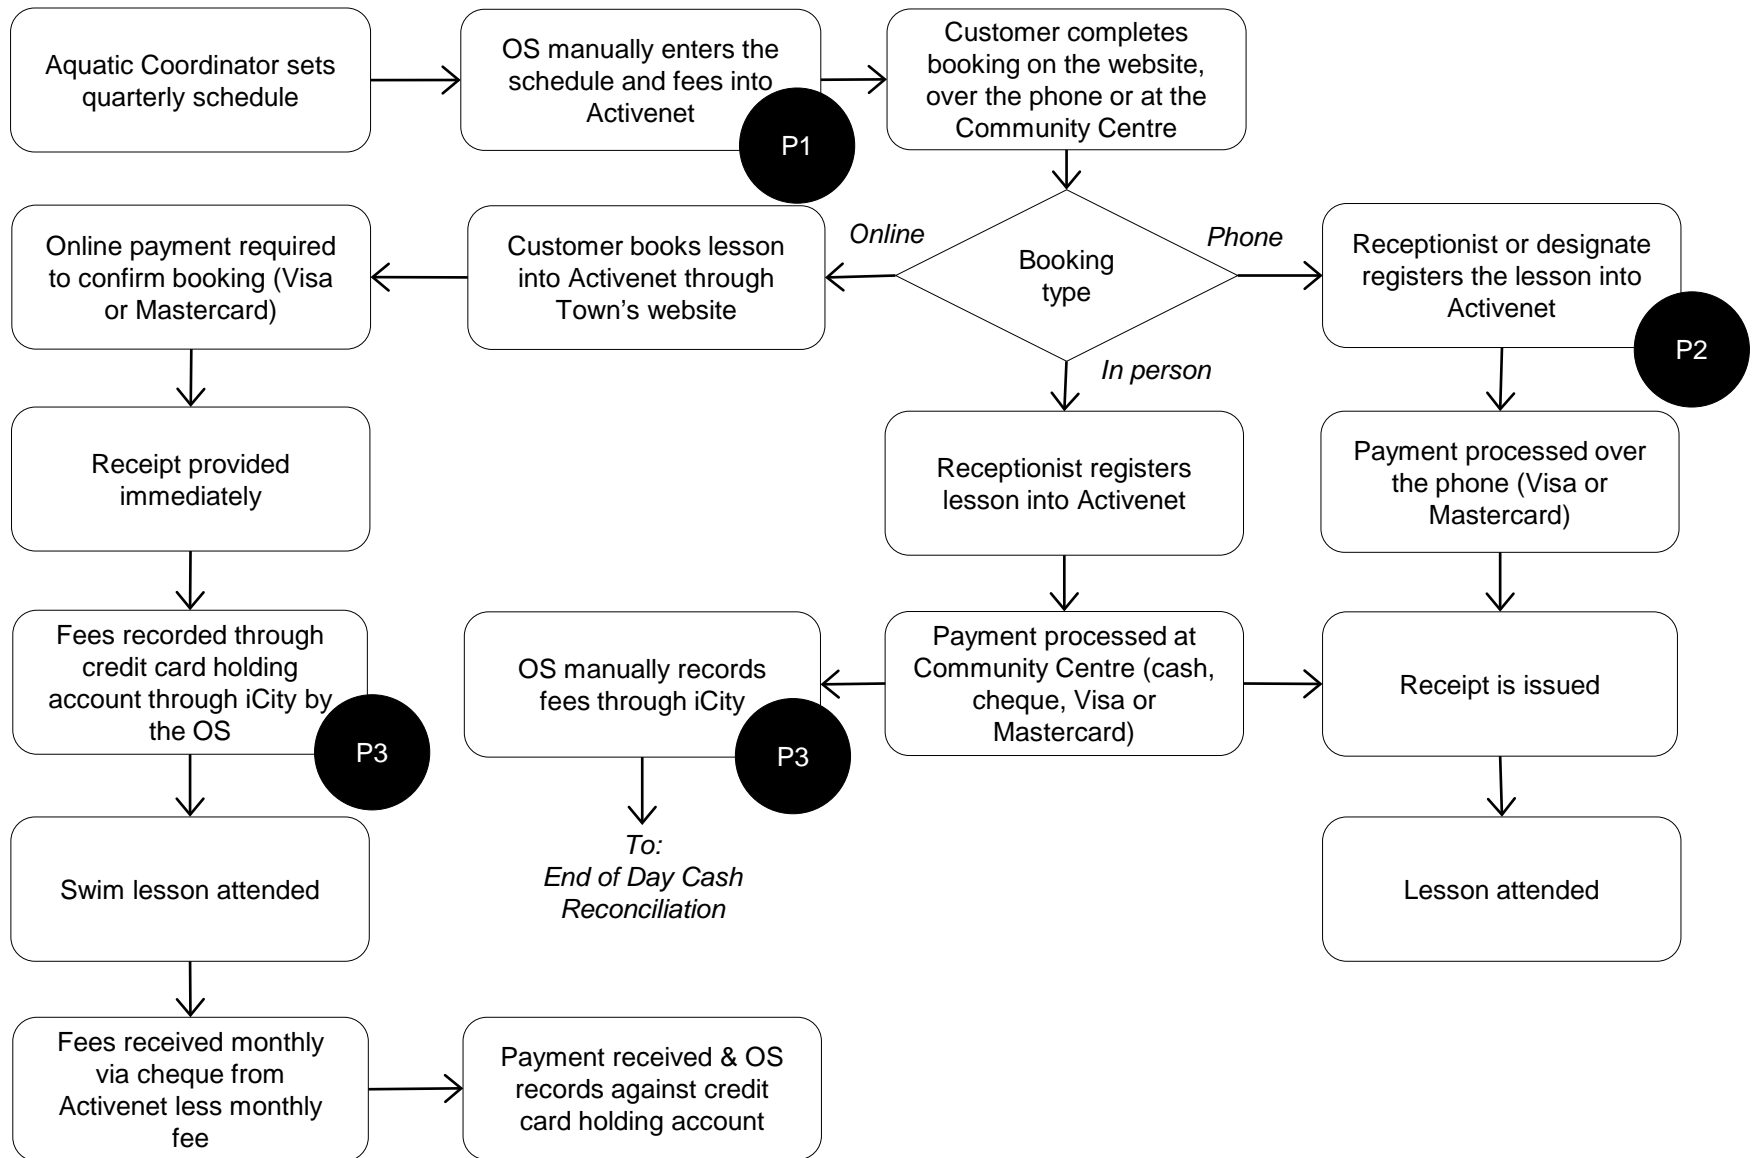 Aquatic Coordinator sets
quarterly schedule
OS manually enters the
schedule and fees into
Activenet
P1
Customer completes
booking on the website,
over the phone or at the
Community Centre
Online payment required
to confirm booking (Visa
or Mastercard)
Customer books lesson
into Activenet through
Town’s website
Online
Booking
type
Phone
In person
Receptionist or designate
registers the lesson into
Activenet
P2
Receipt provided
immediately
Receptionist registers
lesson into Activenet
Payment processed over
the phone (Visa or
Mastercard)
Fees recorded through
credit card holding
account through iCity by
the OS
P3
OS manually records
fees through iCity
P3
Payment processed at
Community Centre (cash,
cheque, Visa or
Mastercard)
Receipt is issued
Swim lesson attended
To:
End of Day Cash
Reconciliation
Lesson attended
Fees received monthly
via cheque from
Activenet less monthly
fee
Payment received & OS
records against credit
card holding account